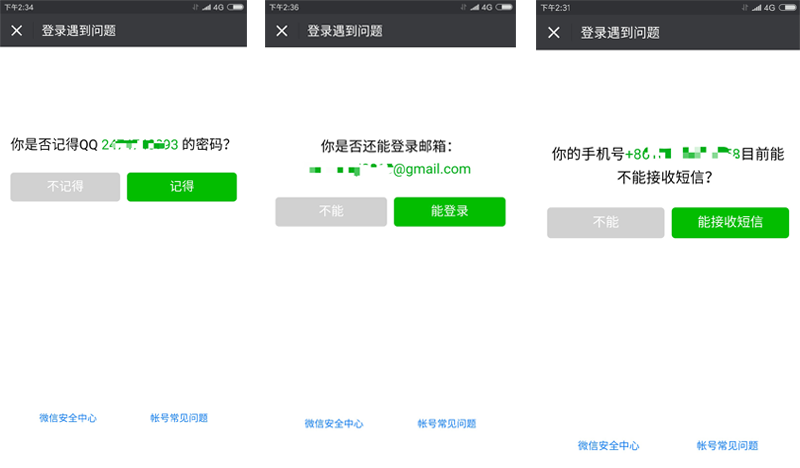 下午2:34
4G
登录遇到问题
你是否记得QQ 的密码？
不记得
记得
微信安全中心
帐号常见问题
下午2:36
4G
登录遇到问题
你是否还能登录邮箱：
@gmail.com
不能
能登录
微信安全中心
帐号常见问题
下午2:31
4G
登录遇到问题
你的手机号+86 8目前能
不能接收短信？
不能
能接收短信
微信安全中心
帐号常见问题